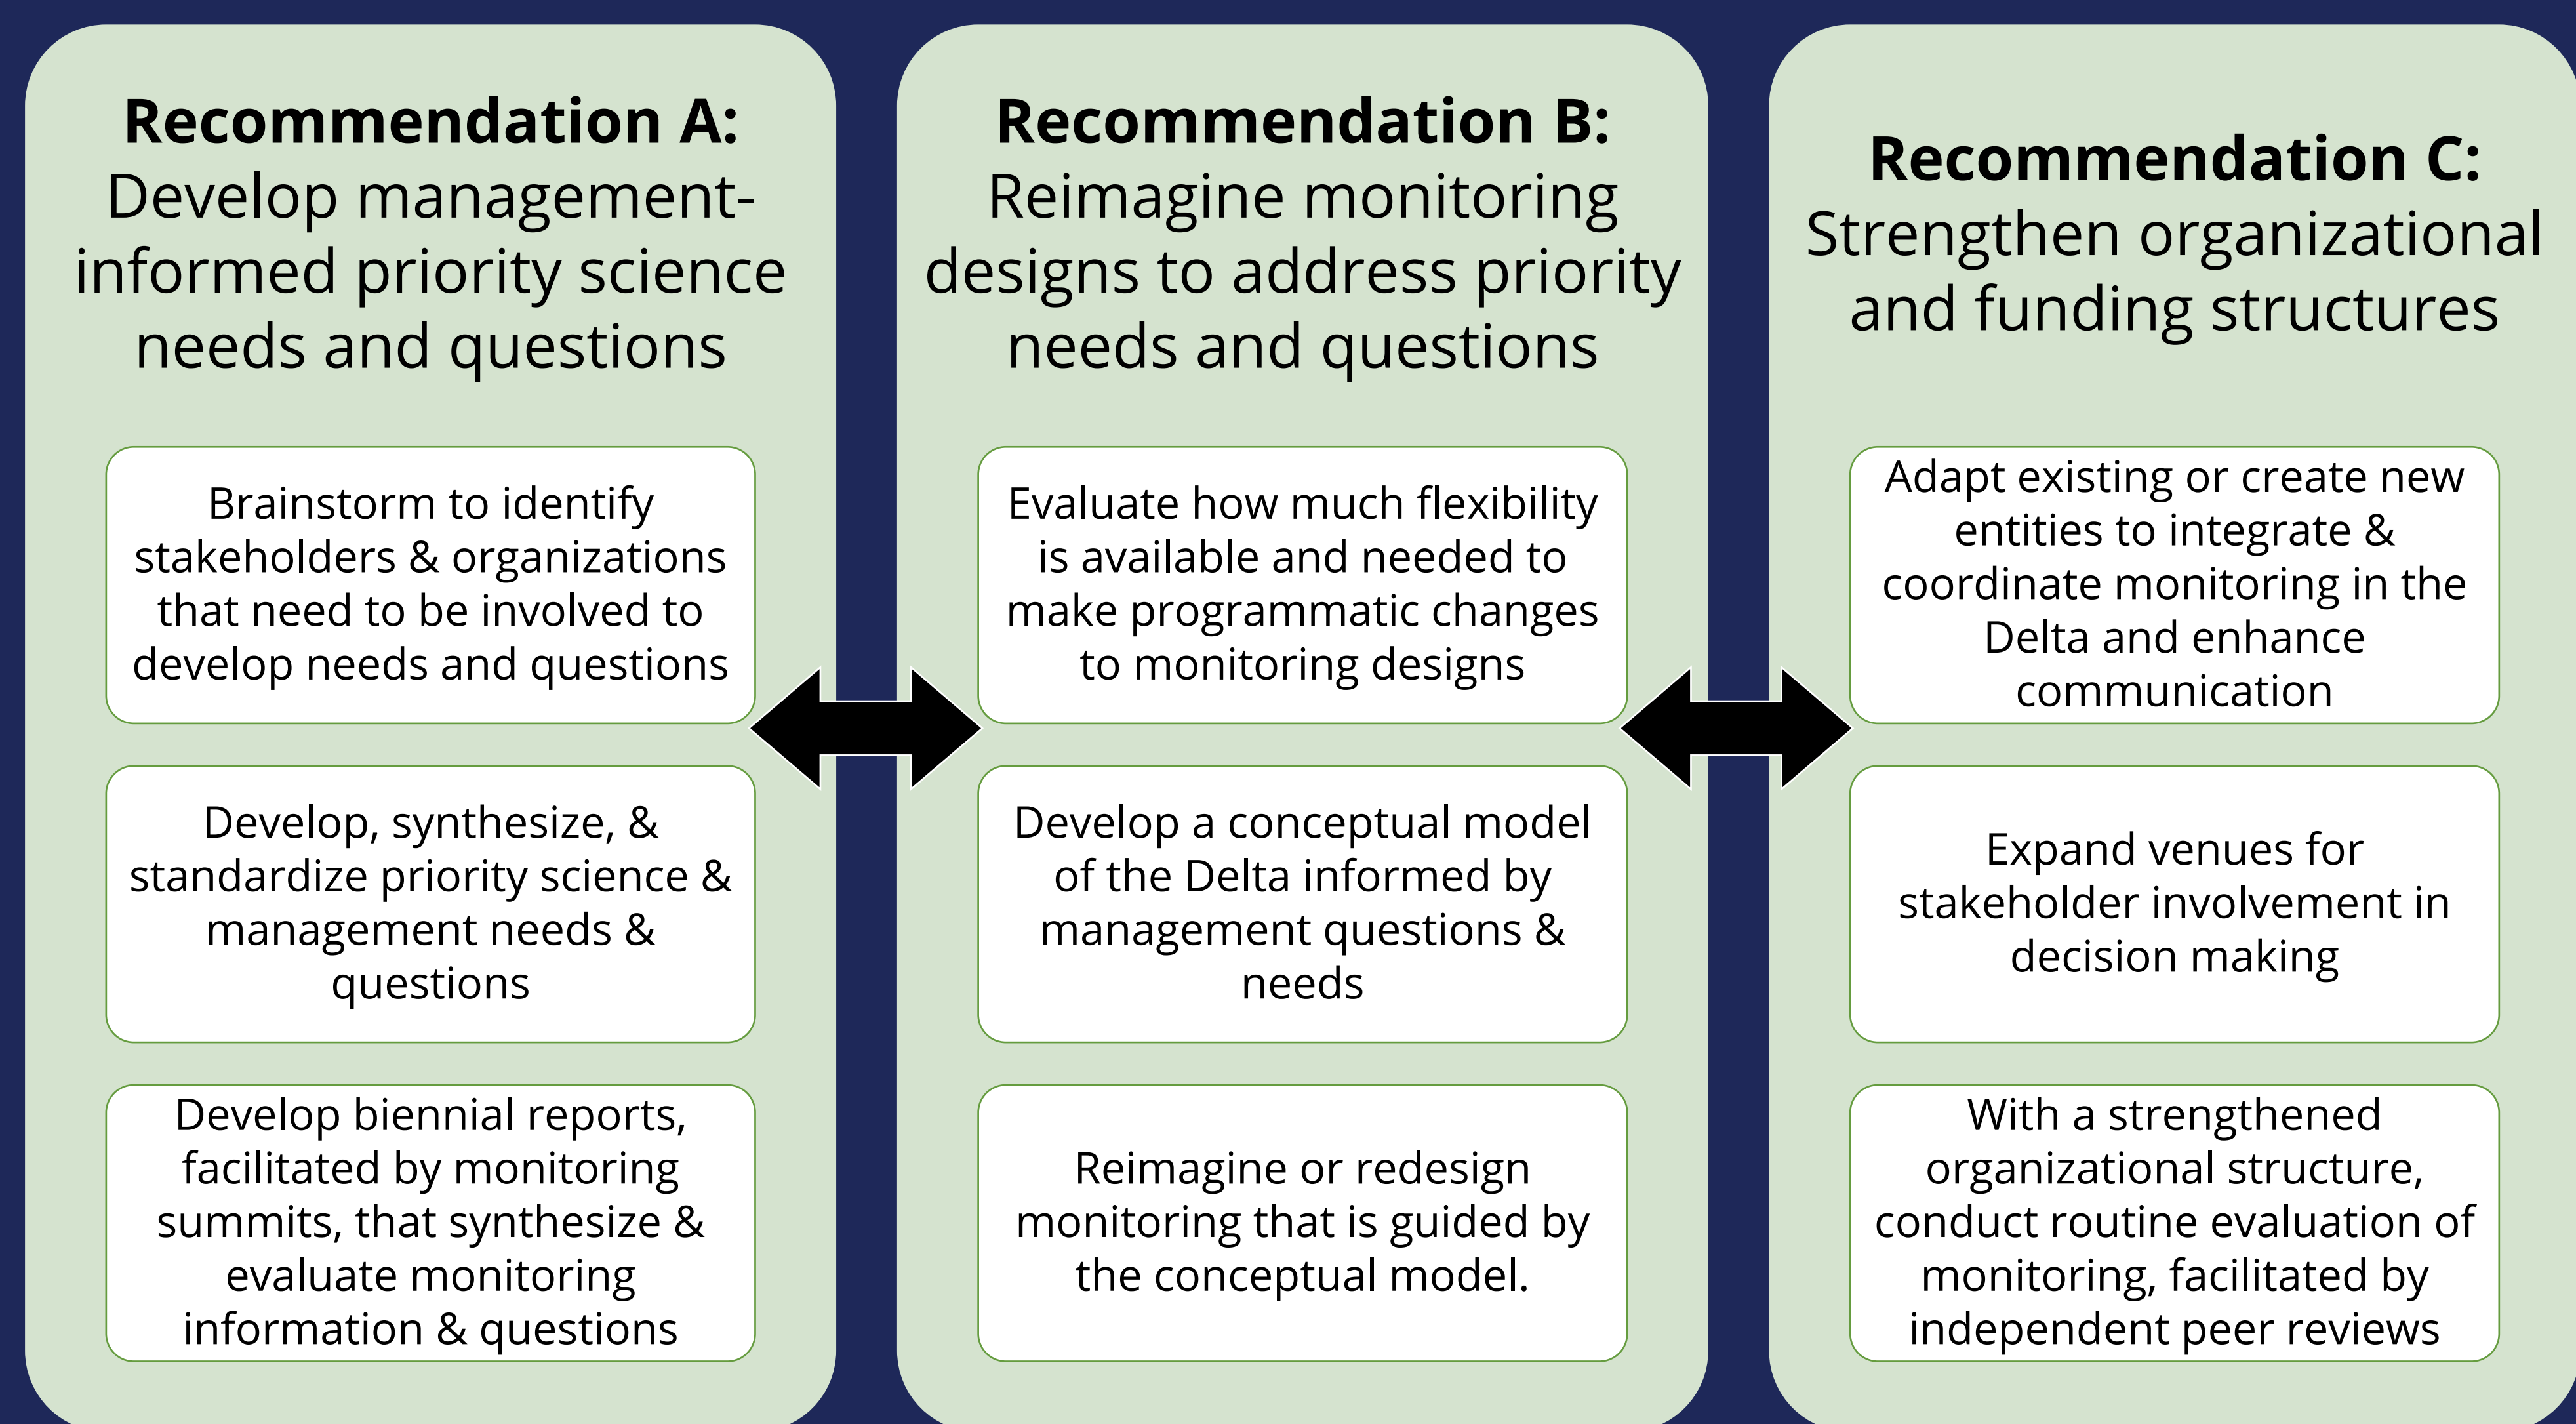 Recommendation A:
Develop management-
informed priority science
needs and questions
Brainstorm to identify
stakeholders & organizations
that need to be involved to
develop needs and questions
Develop, synthesize, &
standardize priority science &
management needs &
questions
Develop biennial reports,
facilitated by monitoring
summits, that synthesize &
evaluate monitoring
information & questions
Recommendation B:
Reimagine monitoring
designs to address priority
needs and questions
Evaluate how much flexibility
is available and needed to
make programmatic changes
to monitoring designs
Develop a conceptual model
of the Delta informed by
management questions &
needs
Reimagine or redesign
monitoring that is guided by
the conceptual model.
Recommendation C:
Strengthen organizational
and funding structures
Adapt existing or create new
entities to integrate &
coordinate monitoring in the
Delta and enhance
communication
Expand venues for
stakeholder involvement in
decision making
With a strengthened
organizational structure,
conduct routine evaluation of
monitoring, facilitated by
independent peer reviews